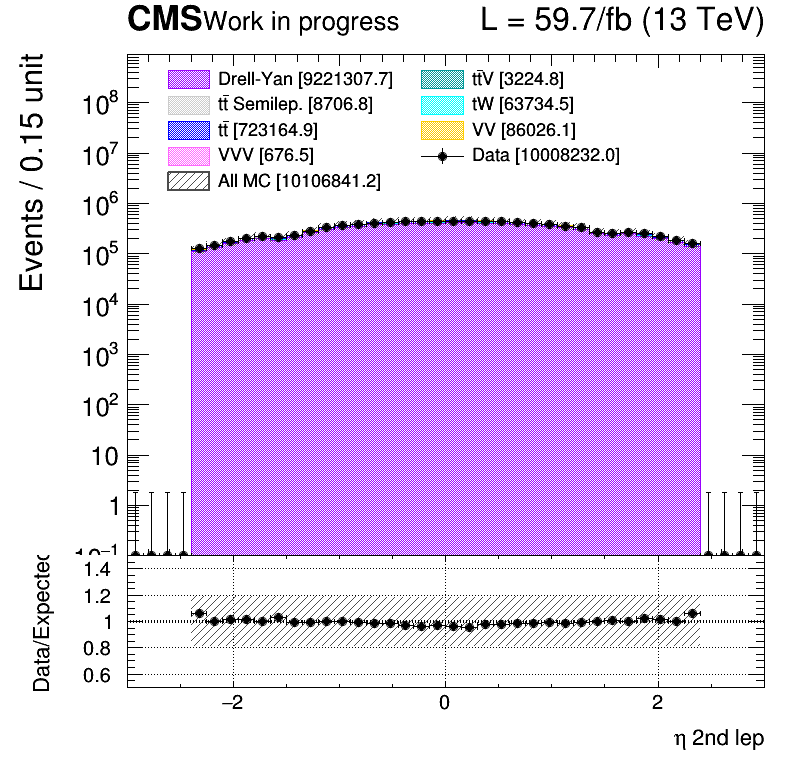 CMS Work in progress L = 59.7/fb (13 TeV)
Events / 0.15 unit
Drell-Yan [9221307.7] tt̄V [3224.8]
tt̄ Semilep. [8706.8] tW [63734.5]
tt̄ [723164.9] VV [86026.1]
VVV [676.5] Data [10008232.0]
All MC [10106841.2]
10⁸
10⁷
10⁶
10⁵
10⁴
10³
10²
10
1
10⁻¹
Data/Expected
1.4
1.2
1
0.8
0.6
−2 0 2
η 2nd lep